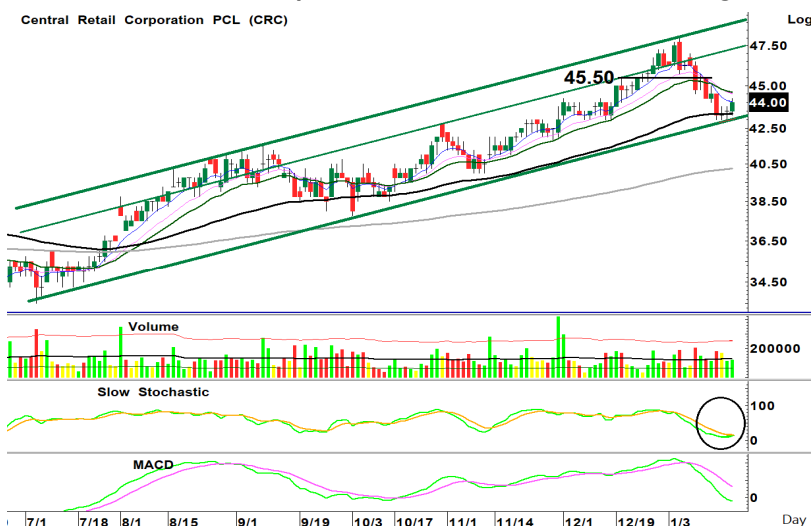 Central Retail Corporation PCL (CRC)
Log
47.50
45.50
45.00
44.00
42.50
40.50
38.50
36.50
34.50
Volume
200000
Slow Stochastic
100
0
MACD
0
7/1 7/18 8/1 8/15 9/1 9/19 10/3 10/17 11/1 11/14 12/1 12/19 1/3 Day